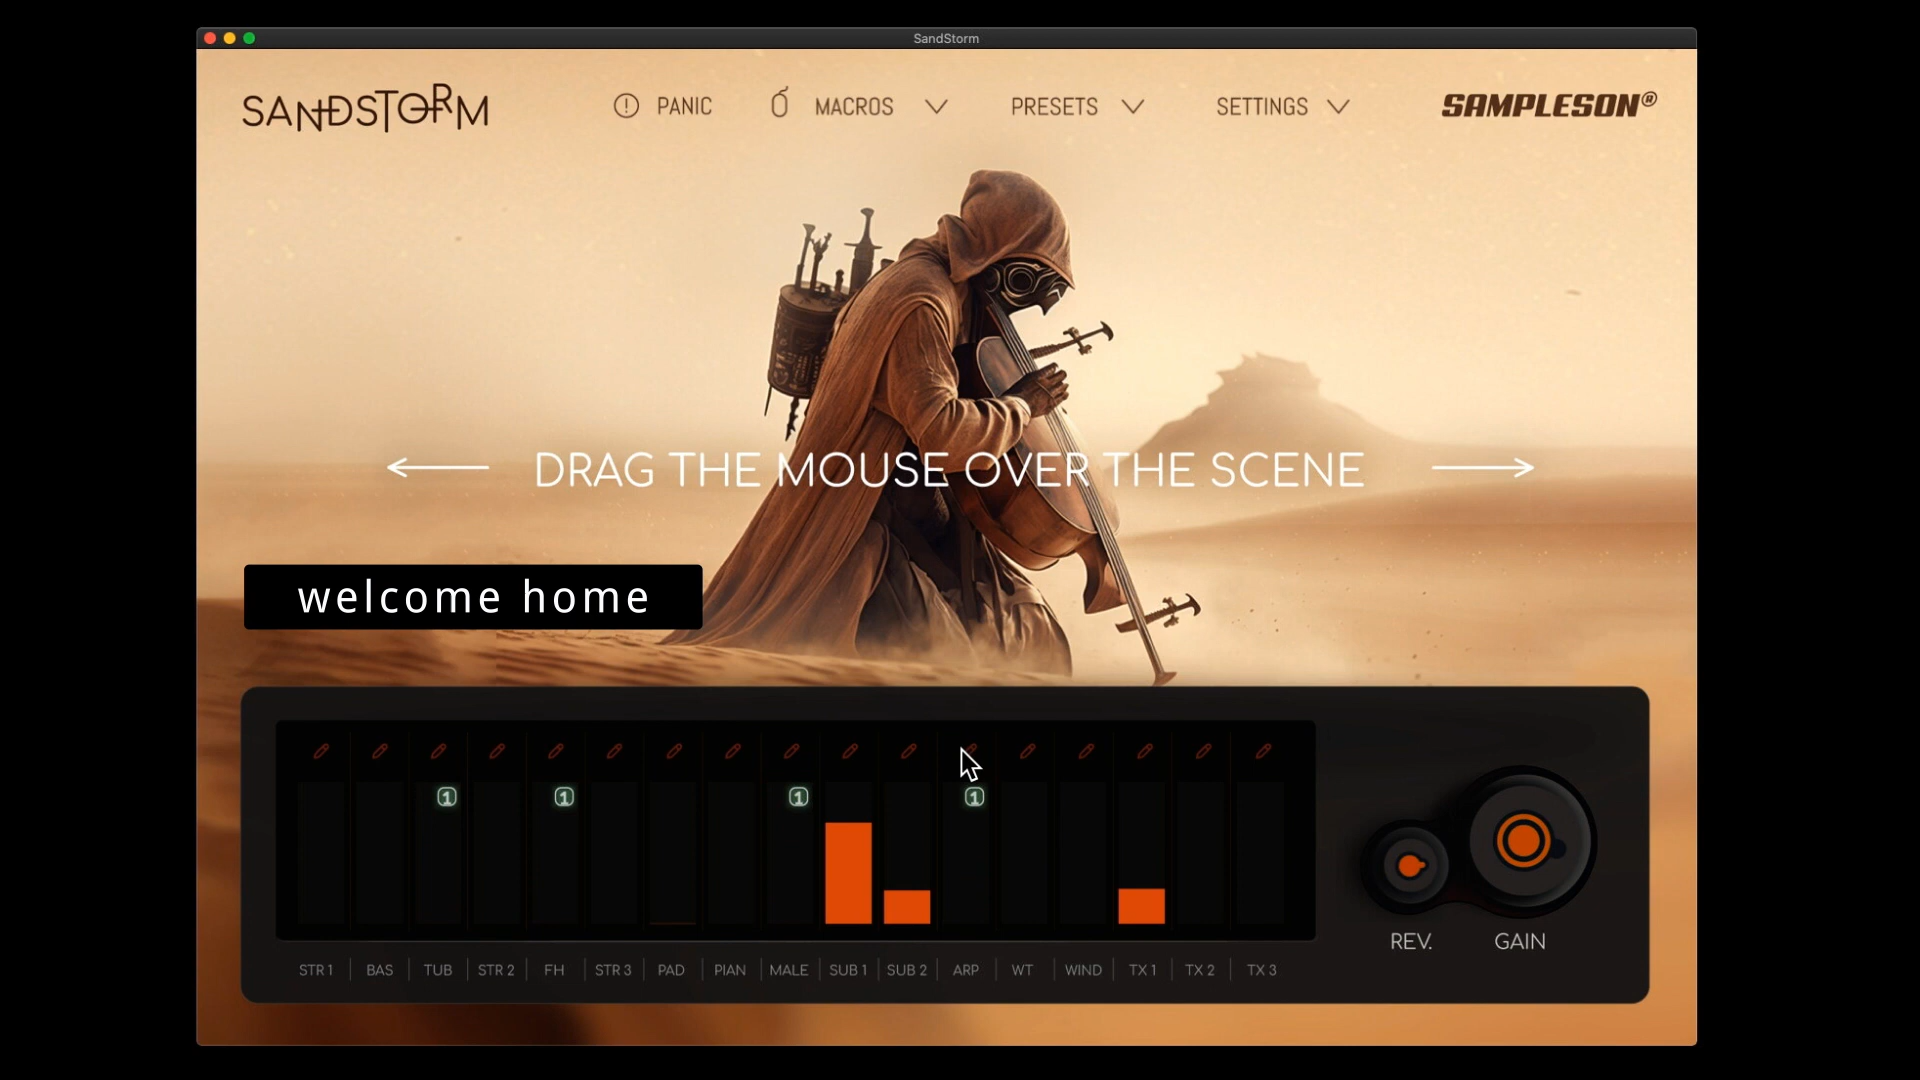 SandStorm
SANDSTORM
PANIC
MACROS
PRESETS
SETTINGS
SAMPLESON®
DRAG THE MOUSE OVER THE SCENE
welcome home
1 1 1 1
STR 1 BAS TUB STR 2 FH STR 3 PAD PIAN MALE SUB 1 SUB 2 ARP WT WIND TX 1 TX 2 TX 3
REV. GAIN